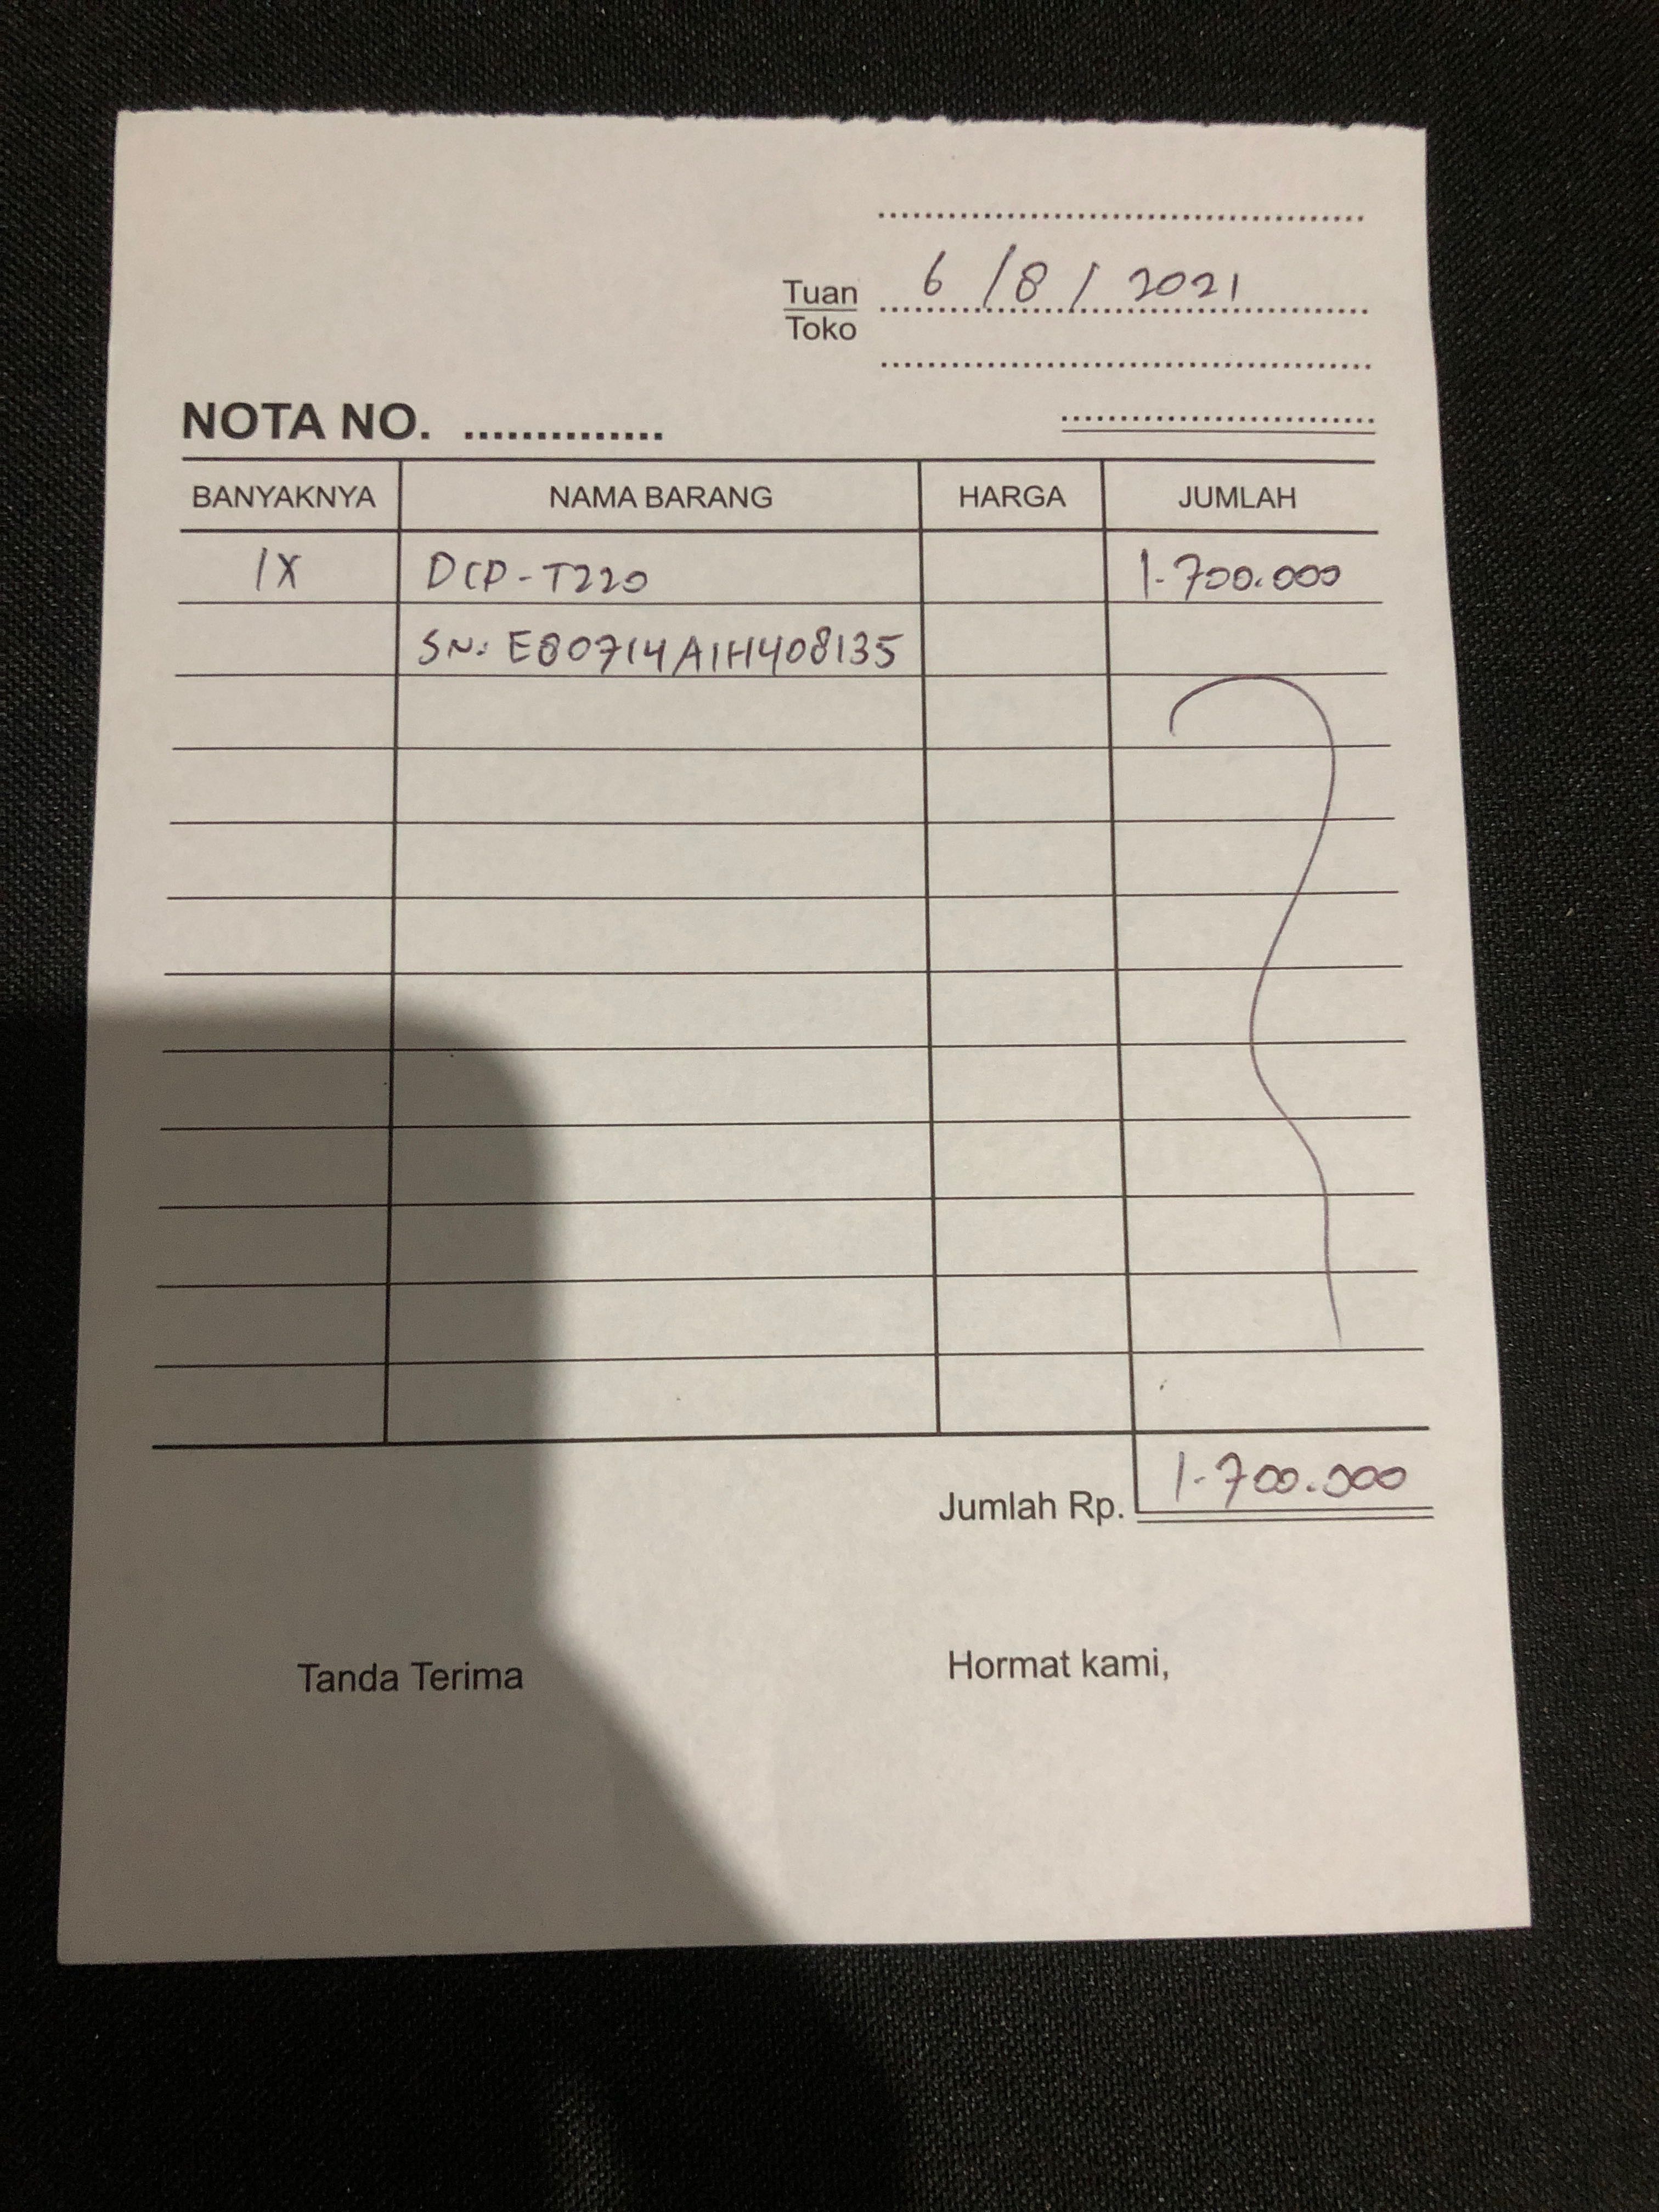 6/8/2021
Tuan
Toko
NOTA NO. ..............
BANYAKNYA NAMA BARANG HARGA JUMLAH
1X DCP-T220 1.700.000
SN: E80714A1H408135
Jumlah Rp. 1.700.000
Tanda Terima Hormat kami,